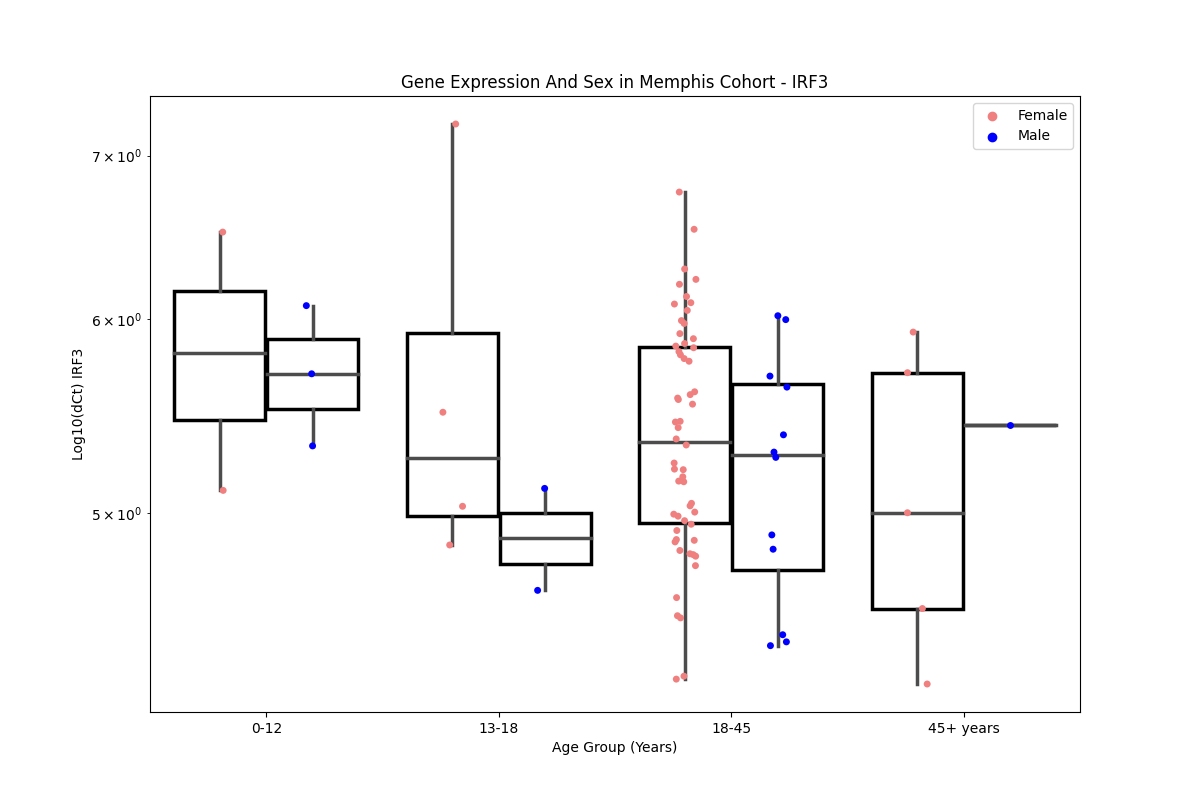 Gene Expression And Sex in Memphis Cohort - IRF3
Female
Male
7 × 10⁰
6 × 10⁰
5 × 10⁰
Log10(dCt) IRF3
0-12
13-18
18-45
45+ years
Age Group (Years)